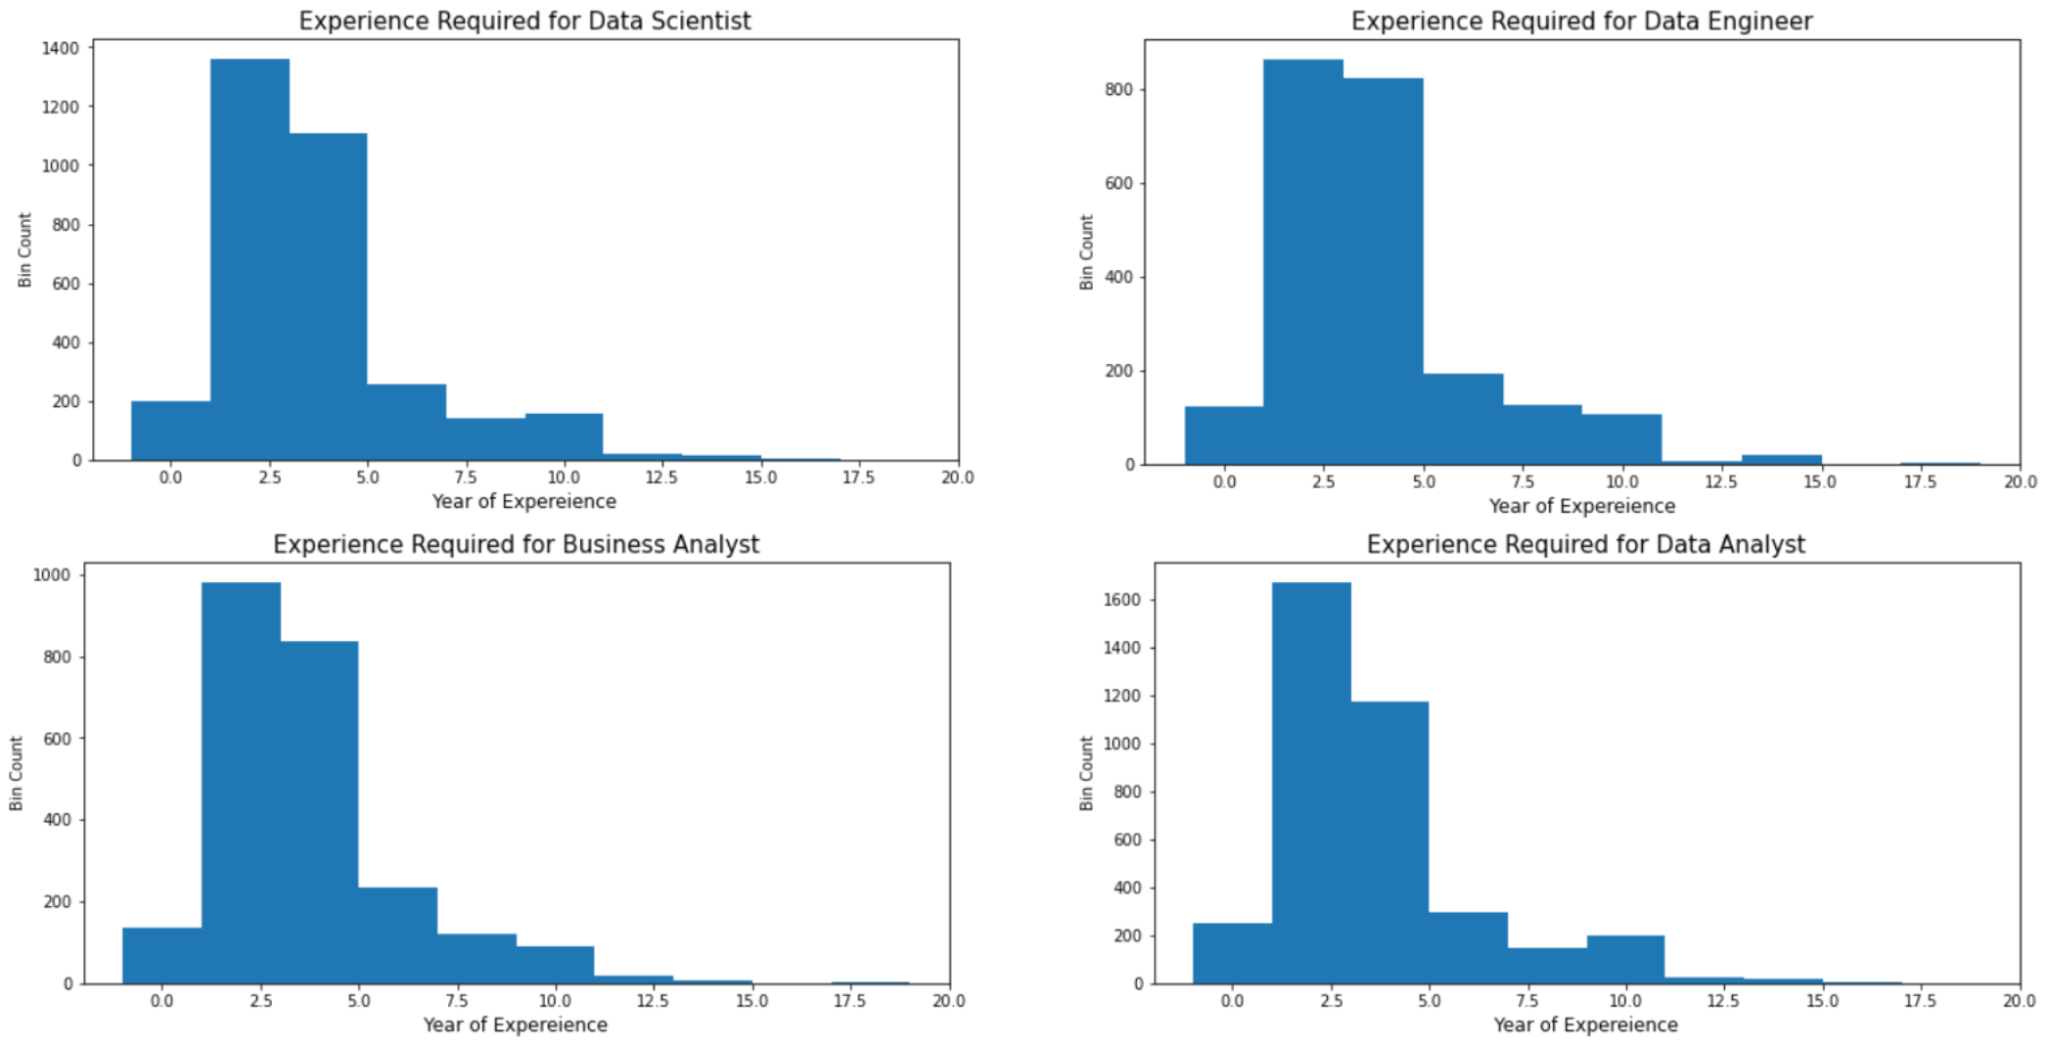 Experience Required for Data Scientist
1400
1200
1000
800
600
400
200
0
Bin Count
0.0 2.5 5.0 7.5 10.0 12.5 15.0 17.5 20.0
Year of Expereience
Experience Required for Data Engineer
800
600
400
200
0
Bin Count
0.0 2.5 5.0 7.5 10.0 12.5 15.0 17.5 20.0
Year of Expereience
Experience Required for Business Analyst
1000
800
600
400
200
0
Bin Count
0.0 2.5 5.0 7.5 10.0 12.5 15.0 17.5 20.0
Year of Expereience
Experience Required for Data Analyst
1600
1400
1200
1000
800
600
400
200
0
Bin Count
0.0 2.5 5.0 7.5 10.0 12.5 15.0 17.5 20.0
Year of Expereience